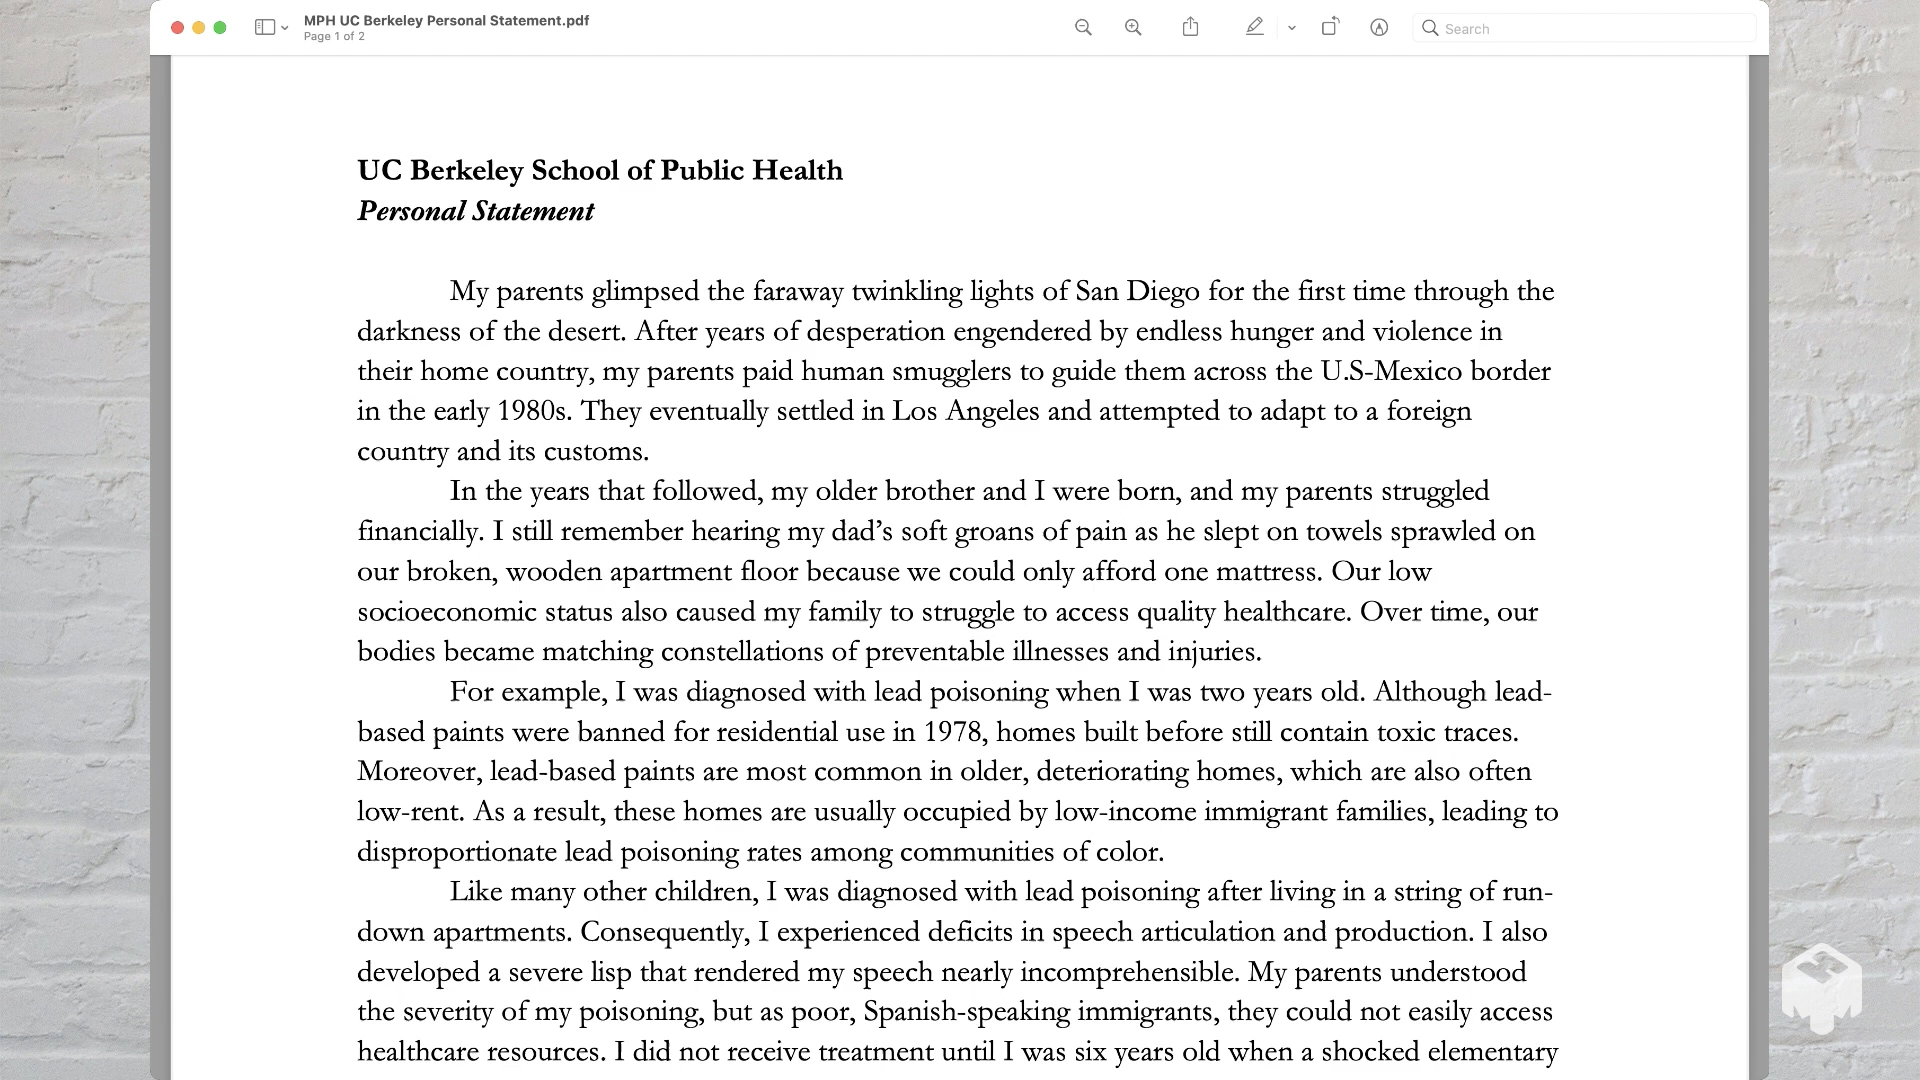 MPH UC Berkeley Personal Statement.pdf
Page 1 of 2
Search
UC Berkeley School of Public Health
Personal Statement
My parents glimpsed the faraway twinkling lights of San Diego for the first time through the
darkness of the desert. After years of desperation engendered by endless hunger and violence in
their home country, my parents paid human smugglers to guide them across the U.S-Mexico border
in the early 1980s. They eventually settled in Los Angeles and attempted to adapt to a foreign
country and its customs.
In the years that followed, my older brother and I were born, and my parents struggled
financially. I still remember hearing my dad’s soft groans of pain as he slept on towels sprawled on
our broken, wooden apartment floor because we could only afford one mattress. Our low
socioeconomic status also caused my family to struggle to access quality healthcare. Over time, our
bodies became matching constellations of preventable illnesses and injuries.
For example, I was diagnosed with lead poisoning when I was two years old. Although lead-
based paints were banned for residential use in 1978, homes built before still contain toxic traces.
Moreover, lead-based paints are most common in older, deteriorating homes, which are also often
low-rent. As a result, these homes are usually occupied by low-income immigrant families, leading to
disproportionate lead poisoning rates among communities of color.
Like many other children, I was diagnosed with lead poisoning after living in a string of run-
down apartments. Consequently, I experienced deficits in speech articulation and production. I also
developed a severe lisp that rendered my speech nearly incomprehensible. My parents understood
the severity of my poisoning, but as poor, Spanish-speaking immigrants, they could not easily access
healthcare resources. I did not receive treatment until I was six years old when a shocked elementary